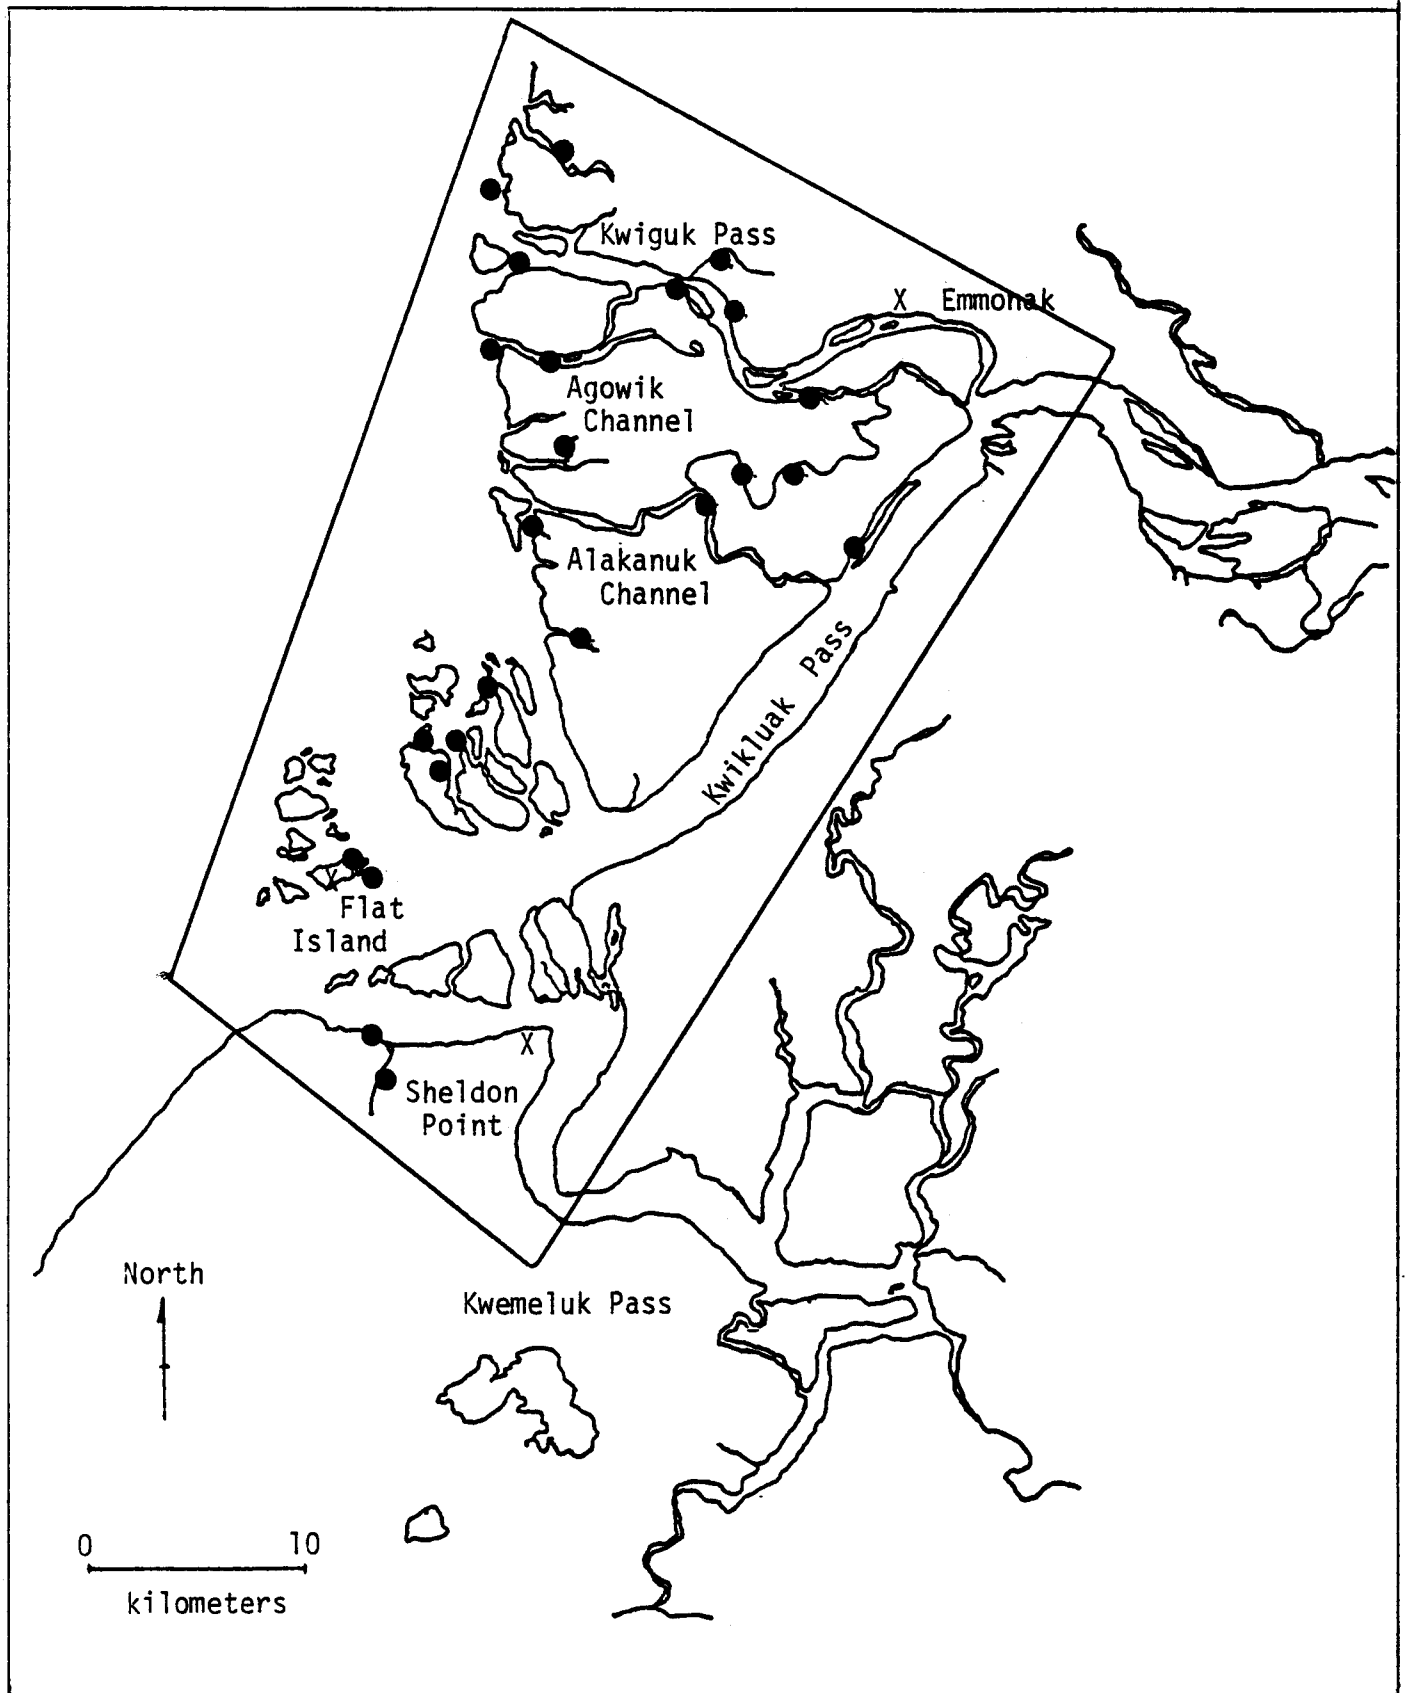 Kwiguk Pass
X Emmonak
Agowik
Channel
Alakanuk
Channel
Kwikluak Pass
X
Flat
Island
X
Sheldon
Point
North
Kwemeluk Pass
0 10
kilometers